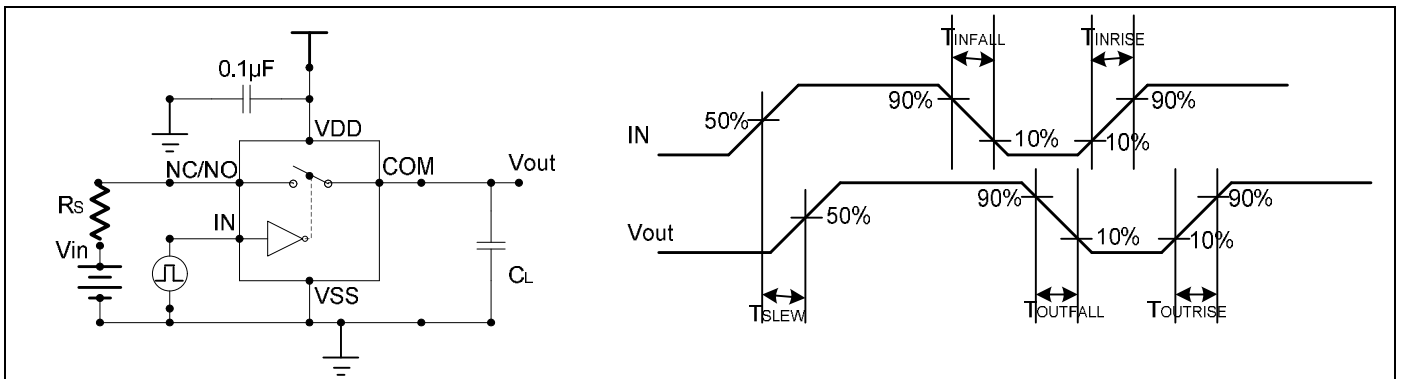 0.1µF
VDD
NC/NO
COM
Vout
RS
IN
Vin
CL
VSS
TINFALL
TINRISE
IN
50%
90%
10%
10%
90%
Vout
50%
90%
10%
10%
90%
TSLEW
TOUTFALL
TOUTRISE